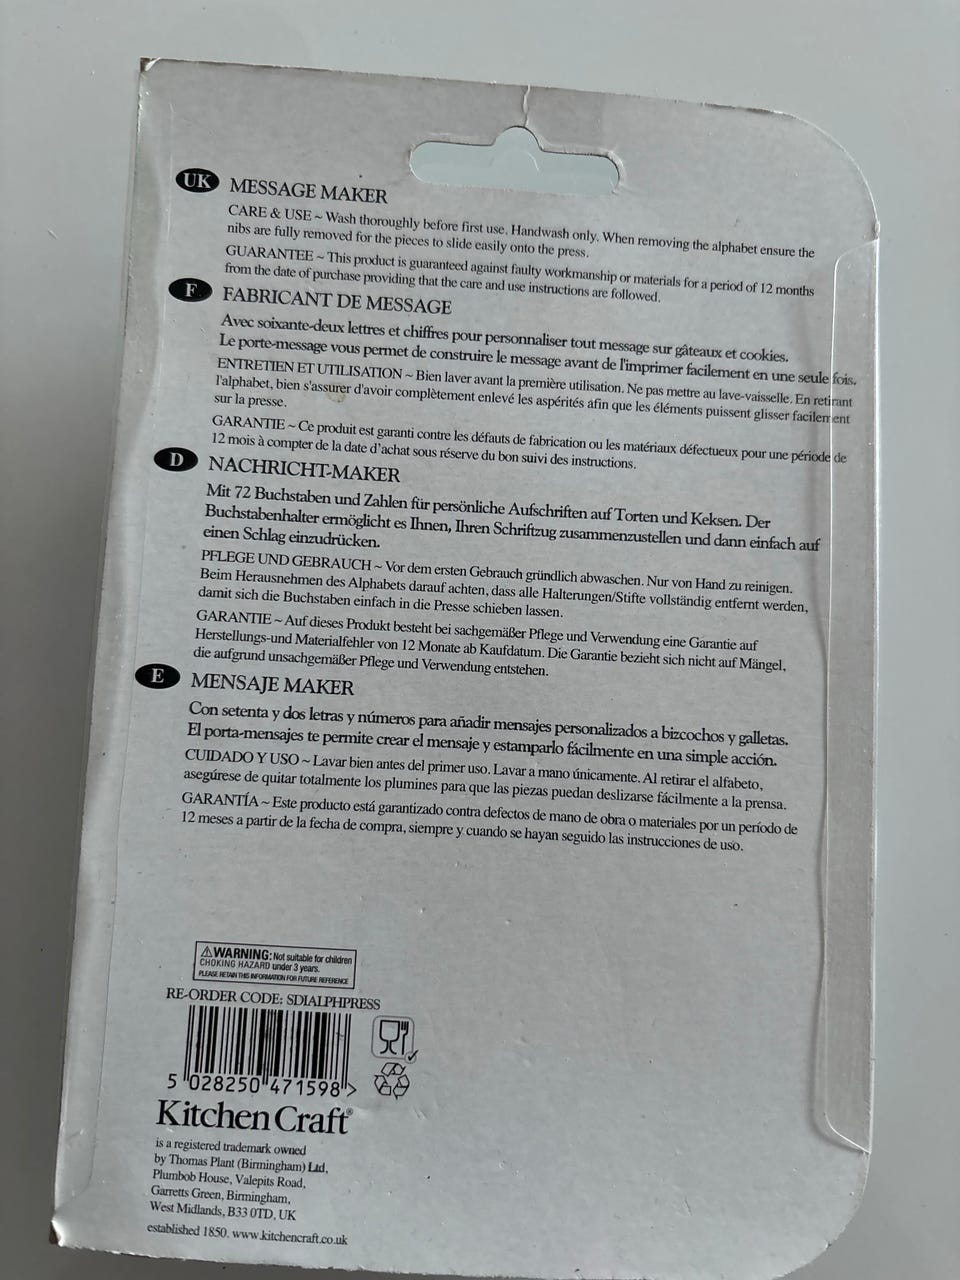 UK MESSAGE MAKER
CARE & USE ~ Wash thoroughly before first use. Handwash only. When removing the alphabet ensure the
nibs are fully removed for the pieces to slide easily onto the press.
GUARANTEE ~ This product is guaranteed against faulty workmanship or materials for a period of 12 months
from the date of purchase providing that the care and use instructions are followed.
F FABRICANT DE MESSAGE
Avec soixante-deux lettres et chiffres pour personnaliser tout message sur gâteaux et cookies.
Le porte-message vous permet de construire le message avant de l'imprimer facilement en une seule fois.
ENTRETIEN ET UTILISATION ~ Bien laver avant la première utilisation. Ne pas mettre au lave-vaisselle. En retirant
l'alphabet, bien s'assurer d'avoir complètement enlevé les aspérités afin que les éléments puissent glisser facilement
sur la presse.
GARANTIE ~ Ce produit est garanti contre les défauts de fabrication ou les matériaux défectueux pour une période de
12 mois à compter de la date d'achat sous réserve du bon suivi des instructions.
D NACHRICHT-MAKER
Mit 72 Buchstaben und Zahlen für persönliche Aufschriften auf Torten und Keksen. Der
Buchstabenhalter ermöglicht es Ihnen, Ihren Schriftzug zusammenzustellen und dann einfach auf
einen Schlag einzudrücken.
PFLEGE UND GEBRAUCH ~ Vor dem ersten Gebrauch gründlich abwaschen. Nur von Hand zu reinigen.
Beim Herausnehmen des Alphabets darauf achten, dass alle Halterungen/Stifte vollständig entfernt werden,
damit sich die Buchstaben einfach in die Presse schieben lassen.
GARANTIE ~ Auf dieses Produkt besteht bei sachgemäßer Pflege und Verwendung eine Garantie auf
Herstellungs-und Materialfehler von 12 Monate ab Kaufdatum. Die Garantie bezieht sich nicht auf Mängel,
die aufgrund unsachgemäßer Pflege und Verwendung entstehen.
E MENSAJE MAKER
Con setenta y dos letras y números para añadir mensajes personalizados a bizcochos y galletas.
El porta-mensajes te permite crear el mensaje y estamparlo fácilmente en una simple acción.
CUIDADO Y USO ~ Lavar bien antes del primer uso. Lavar a mano únicamente. Al retirar el alfabeto,
asegúrese de quitar totalmente los plumines para que las piezas puedan deslizarse fácilmente a la prensa.
GARANTÍA ~ Este producto está garantizado contra defectos de mano de obra o materiales por un período de
12 meses a partir de la fecha de compra, siempre y cuando se hayan seguido las instrucciones de uso.
WARNING: Not suitable for children
CHOKING HAZARD under 3 years.
PLEASE RETAIN THIS INFORMATION FOR FUTURE REFERENCE
RE-ORDER CODE: SDIALPHPRESS
5 028250 471598 >
KitchenCraft®
is a registered trademark owned
by Thomas Plant (Birmingham) Ltd,
Plumbob House, Valepits Road,
Garretts Green, Birmingham,
West Midlands, B33 0TD, UK
established 1850. www.kitchencraft.co.uk